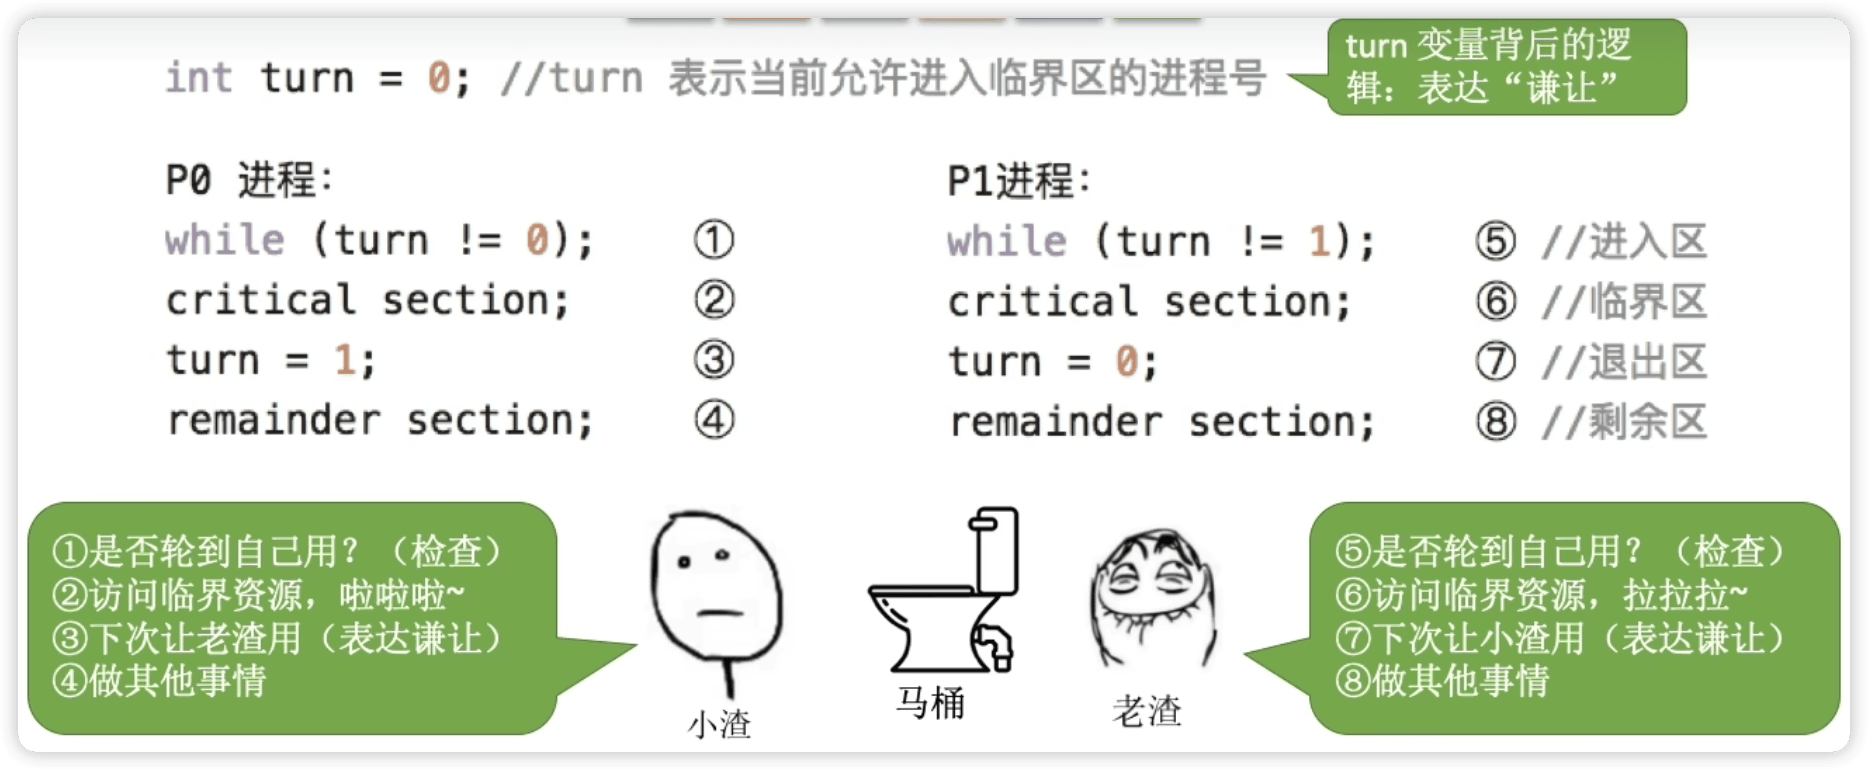 int turn = 0; //turn 表示当前允许进入临界区的进程号
turn 变量背后的逻
辑：表达“谦让”
P0 进程：
while (turn != 0); ①
critical section; ②
turn = 1; ③
remainder section; ④
P1进程：
while (turn != 1); ⑤ //进入区
critical section; ⑥ //临界区
turn = 0; ⑦ //退出区
remainder section; ⑧ //剩余区
①是否轮到自己用？（检查）
②访问临界资源，啦啦啦~
③下次让老渣用（表达谦让）
④做其他事情
小渣
马桶
老渣
⑤是否轮到自己用？（检查）
⑥访问临界资源，拉拉拉~
⑦下次让小渣用（表达谦让）
⑧做其他事情